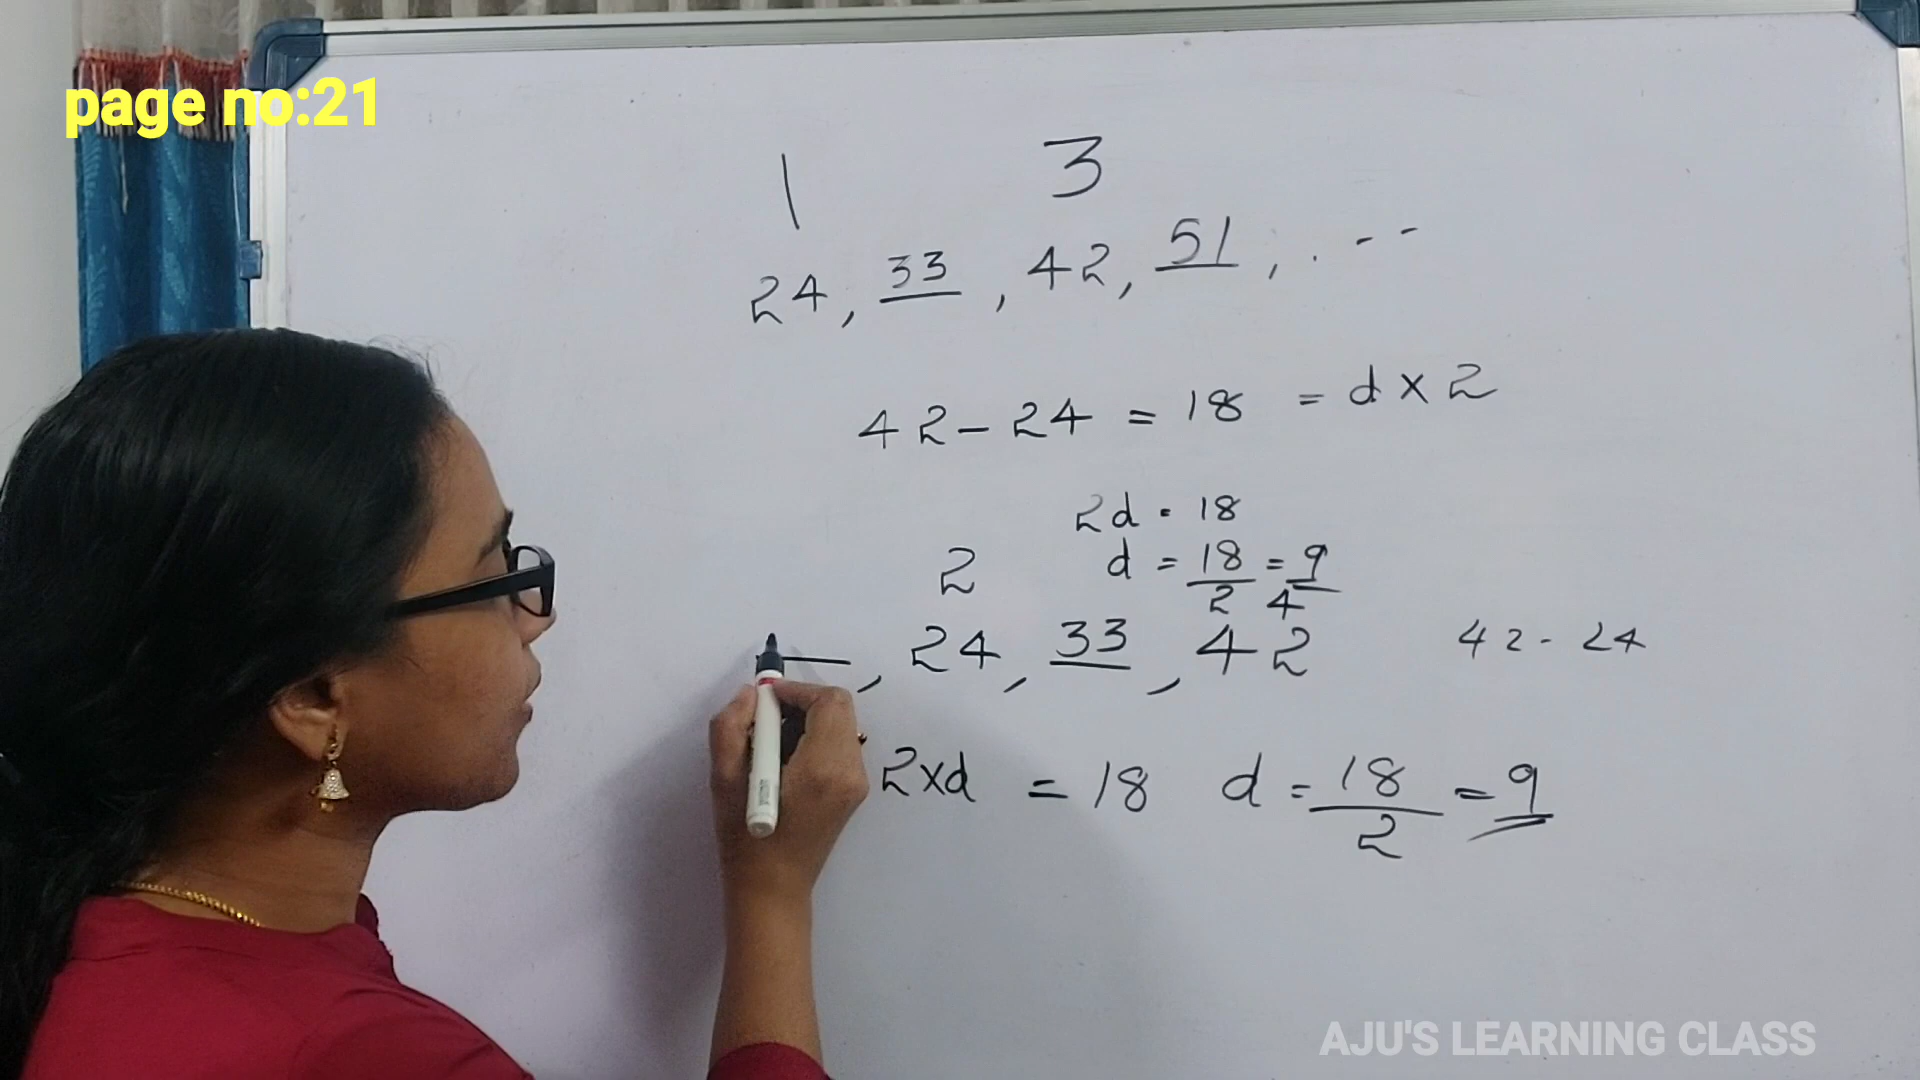 page no:21
1 3
24, 33, 42, 51, . - -
42 - 24 = 18 = d x 2
2d = 18
d = 18/2 = 9
2 4
__, 24, 33, 42 42 - 24
2xd = 18 d = 18/2 = 9
AJU'S LEARNING CLASS